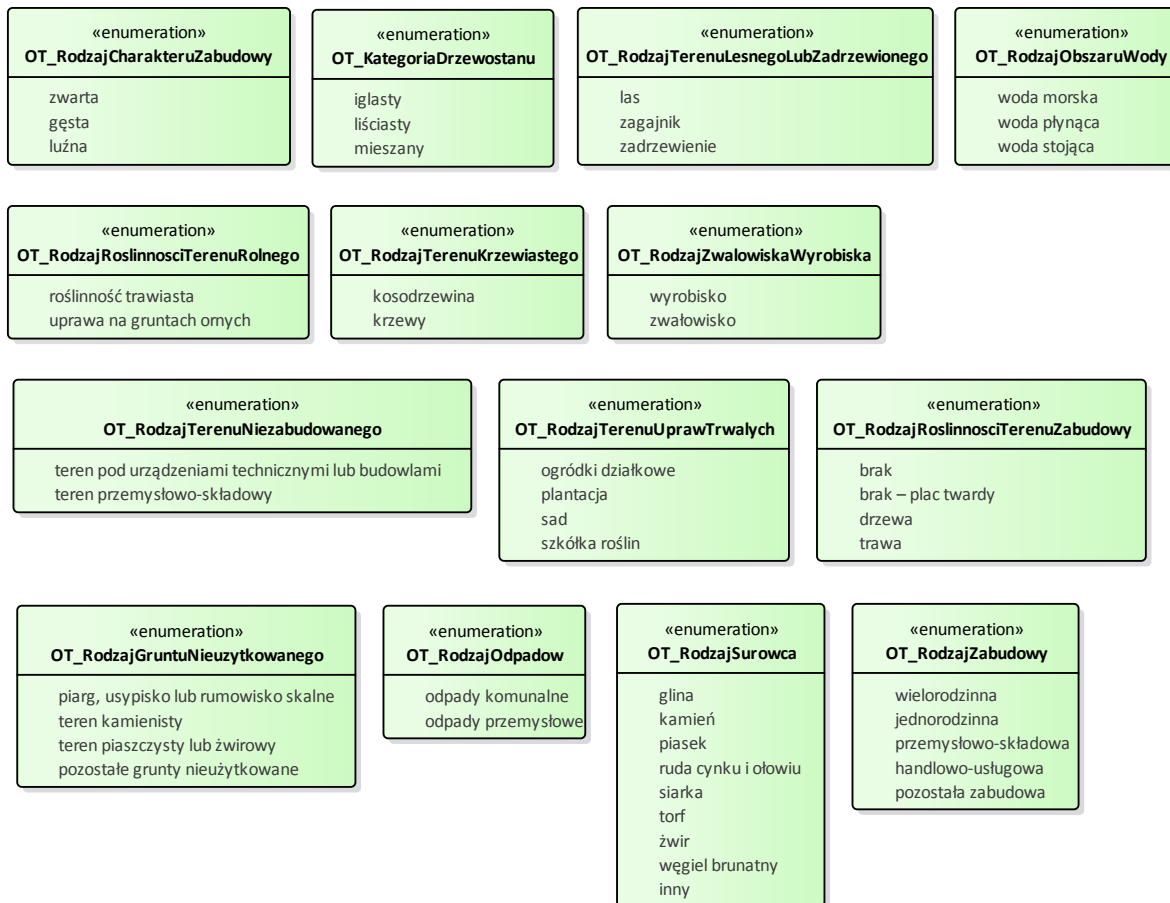 «enumeration»
OT_RodzajCharakteruZabudowy
zwarta
gęsta
luźna
«enumeration»
OT_KategoriaDrzewostanu
iglasty
liściasty
mieszany
«enumeration»
OT_RodzajTerenuLesnegoLubZadrzewionego
las
zagajnik
zadrzewienie
«enumeration»
OT_RodzajObszaruWody
woda morska
woda płynąca
woda stojąca
«enumeration»
OT_RodzajRoslinnosciTerenuRolnego
roślinność trawiasta
uprawa na gruntach ornych
«enumeration»
OT_RodzajTerenuKrzewiastego
kosodrzewina
krzewy
«enumeration»
OT_RodzajZwalowiskaWyrobiska
wyrobisko
zwałowisko
«enumeration»
OT_RodzajTerenuNiezabudowanego
teren pod urządzeniami technicznymi lub budowlami
teren przemysłowo-składowy
«enumeration»
OT_RodzajTerenuUprawTrwalych
ogródki działkowe
plantacja
sad
szkółka roślin
«enumeration»
OT_RodzajRoslinnosciTerenuZabudowy
brak
brak – plac twardy
drzewa
trawa
«enumeration»
OT_RodzajGruntuNieuzytkowanego
piarg, usypisko lub rumowisko skalne
teren kamienisty
teren piaszczysty lub żwirowy
pozostałe grunty nieużytkowane
«enumeration»
OT_RodzajOdpadow
odpady komunalne
odpady przemysłowe
«enumeration»
OT_RodzajSurowca
glina
kamień
piasek
ruda cynku i ołowiu
siarka
torf
żwir
węgiel brunatny
inny
«enumeration»
OT_RodzajZabudowy
wielorodzinna
jednorodzinna
przemysłowo-składowa
handlowo-usługowa
pozostała zabudowa